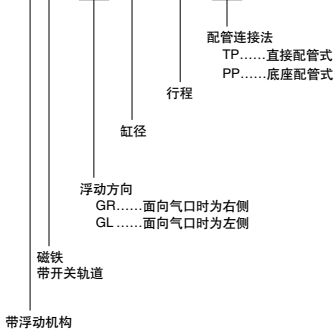 配管连接法
TP……直接配管式
PP……底座配管式
行程
缸径
浮动方向
GR……面向气口时为右侧
GL……面向气口时为左侧
磁铁
带开关轨道
带浮动机构